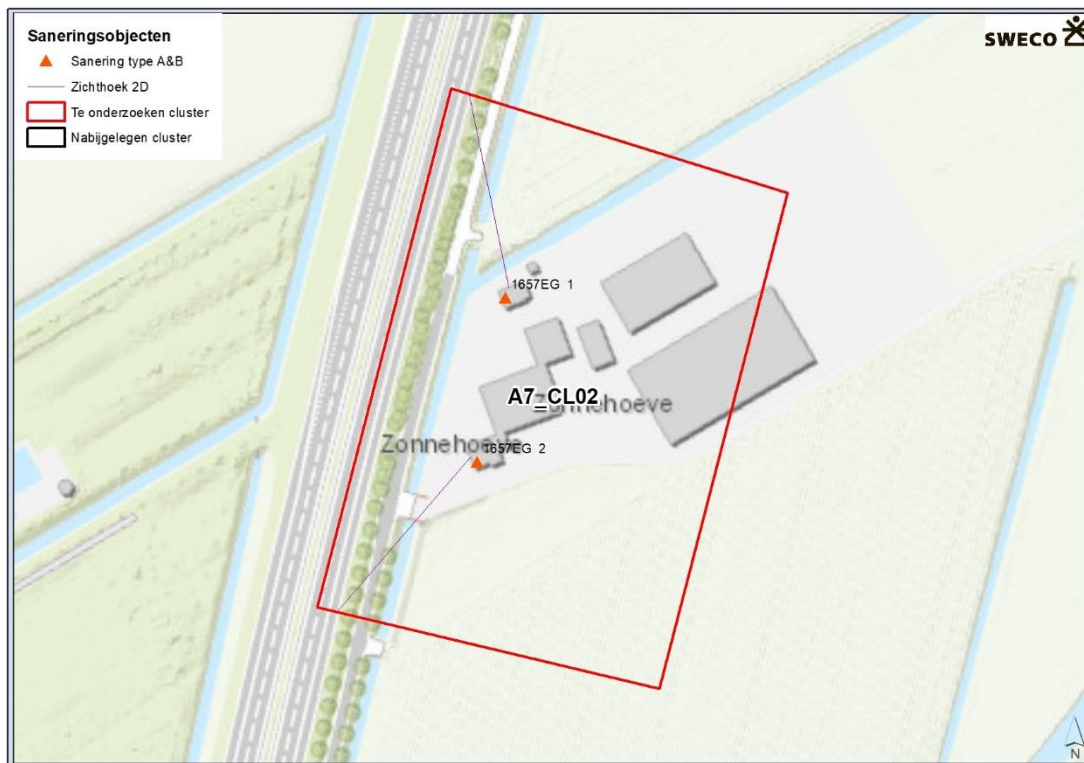 Saneringsobjecten
Sanering type A&B
Zichthoek 2D
Te onderzoeken cluster
Nabijgelegen cluster
SWECO
1657EG 1
A7_CL02
Zonnehoeve
Zonnehoeve
1657EG 2
N